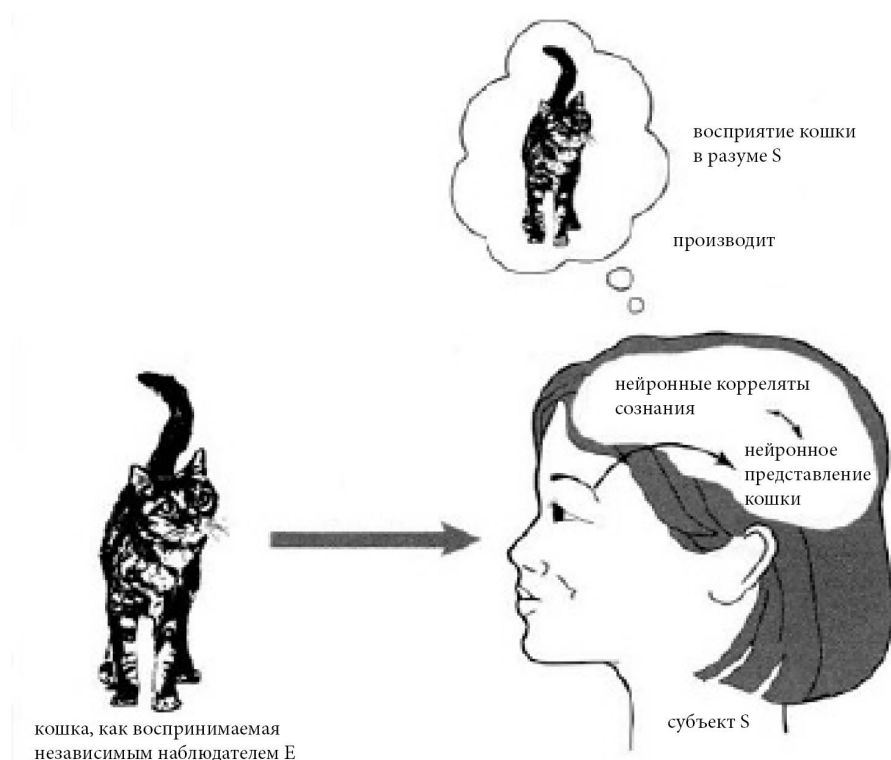 восприятие кошки
в разуме S
производит
нейронные корреляты
сознания
нейронное
представление
кошки
субъект S
кошка, как воспринимаемая
независимым наблюдателем E